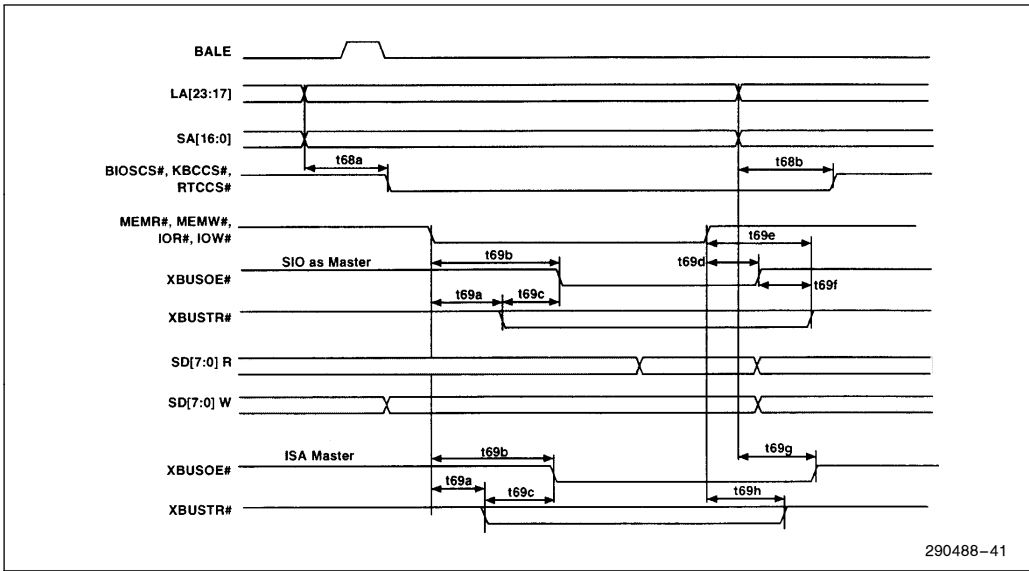 BALE
LA[23:17]
SA[16:0]
t68a
t68b
BIOSCS#, KBCCS#,
RTCCS#
MEMR#, MEMW#,
IOR#, IOW#
t69e
SIO as Master
t69b
t69d
XBUSOE#
t69f
t69a
t69c
XBUSTR#
SD[7:0] R
SD[7:0] W
ISA Master
t69b
t69g
XBUSOE#
t69a
t69c
t69h
XBUSTR#
290488–41